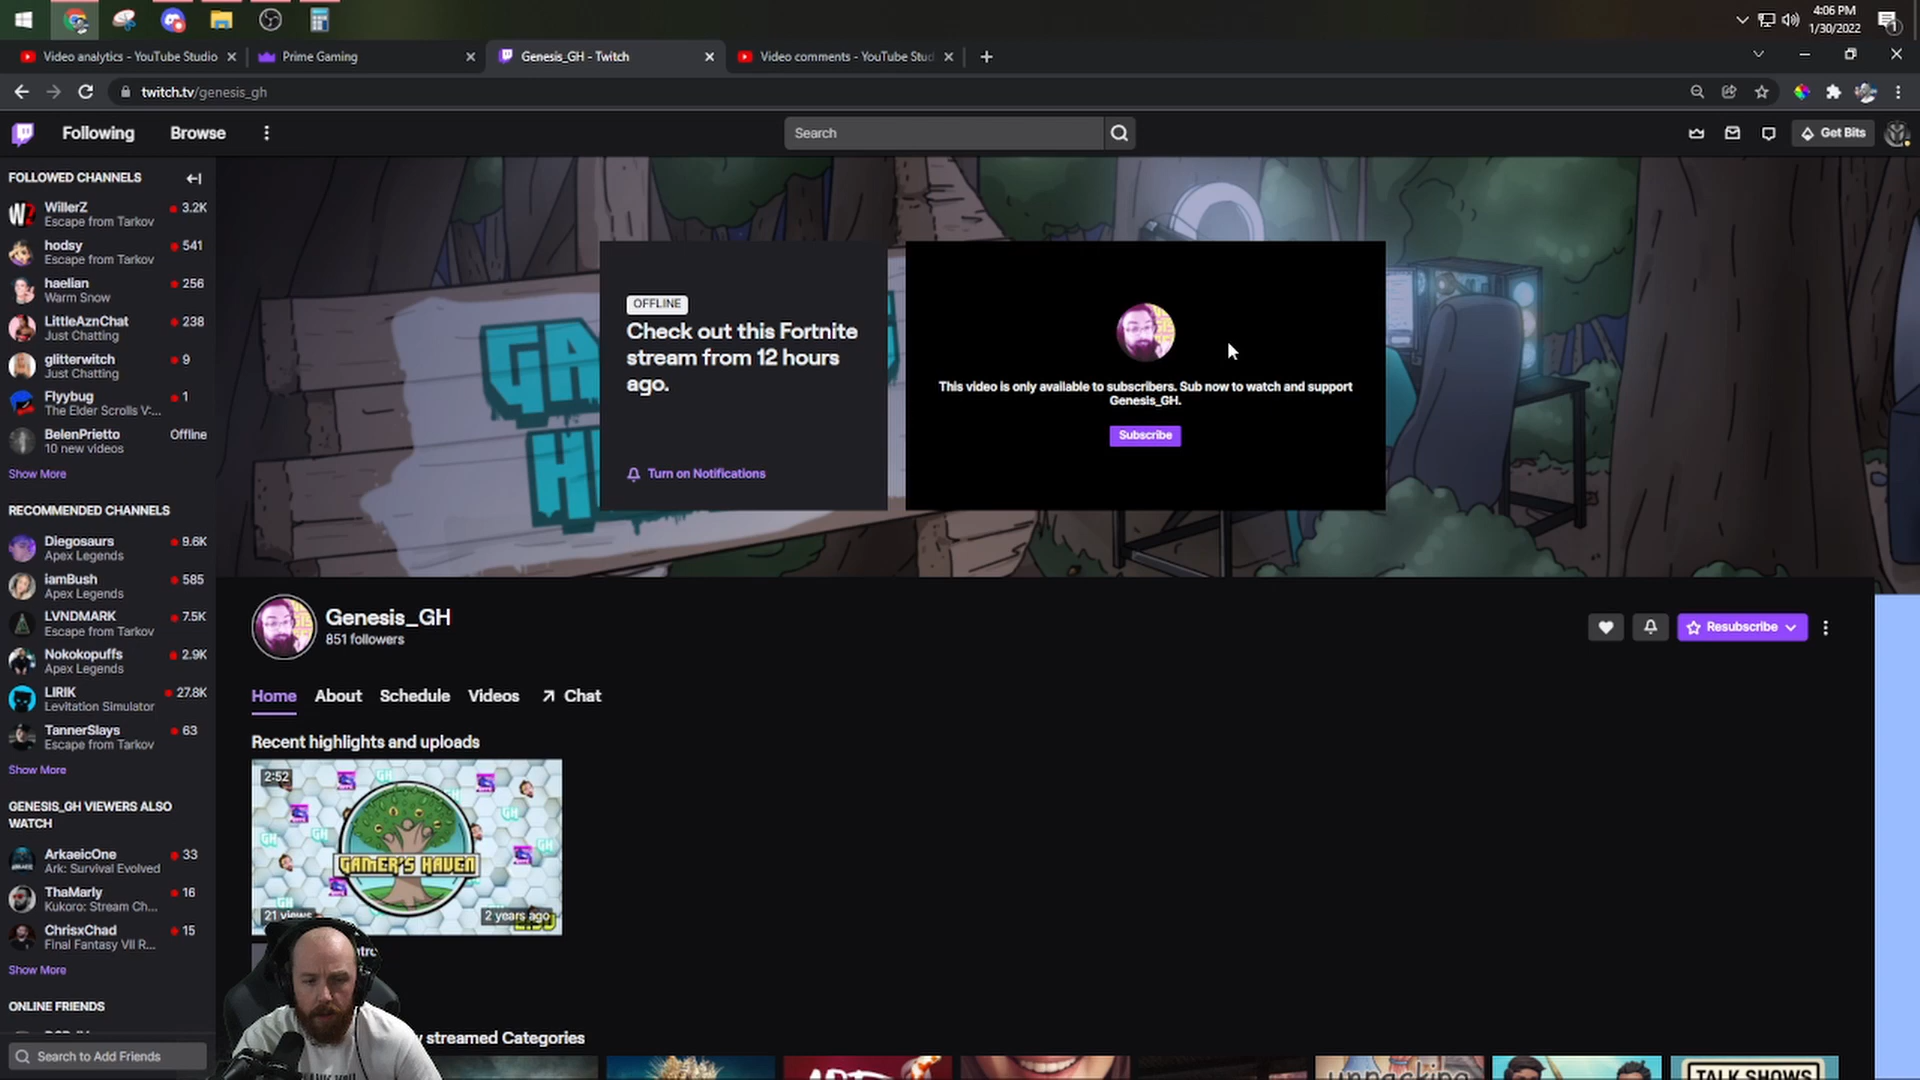 4:06 PM
1/30/2022
1
Video analytics - YouTube Studio
Prime Gaming
Genesis_GH - Twitch
Video comments - YouTube Stud
twitch.tv/genesis_gh
Following
Browse
Search
Get Bits
FOLLOWED CHANNELS
WillerZ
3.2K
Escape from Tarkov
hodsy
541
Escape from Tarkov
haelian
256
Warm Snow
LittleAznChat
238
Just Chatting
glitterwitch
9
Just Chatting
Flyybug
1
The Elder Scrolls V:...
BelenPrietto
Offline
10 new videos
Show More
RECOMMENDED CHANNELS
Diegosaurs
9.6K
Apex Legends
iamBush
585
Apex Legends
LVNDMARK
7.5K
Escape from Tarkov
Nokokopuffs
2.9K
Apex Legends
LIRIK
27.8K
Levitation Simulator
TannerSlays
63
Escape from Tarkov
Show More
GENESIS_GH VIEWERS ALSO
WATCH
ArkaeicOne
33
Ark: Survival Evolved
ThaMarly
16
Kukoro: Stream Ch...
ChrisxChad
15
Final Fantasy VII R...
Show More
ONLINE FRIENDS
Search to Add Friends
OFFLINE
Check out this Fortnite
stream from 12 hours
ago.
Turn on Notifications
This video is only available to subscribers. Sub now to watch and support
Genesis_GH.
Subscribe
Genesis_GH
851 followers
Resubscribe
Home
About
Schedule
Videos
Chat
Recent highlights and uploads
2:52
GAMER'S HAVEN
21 views
2 years ago
streamed Categories
unpacking
TALK SHOWS